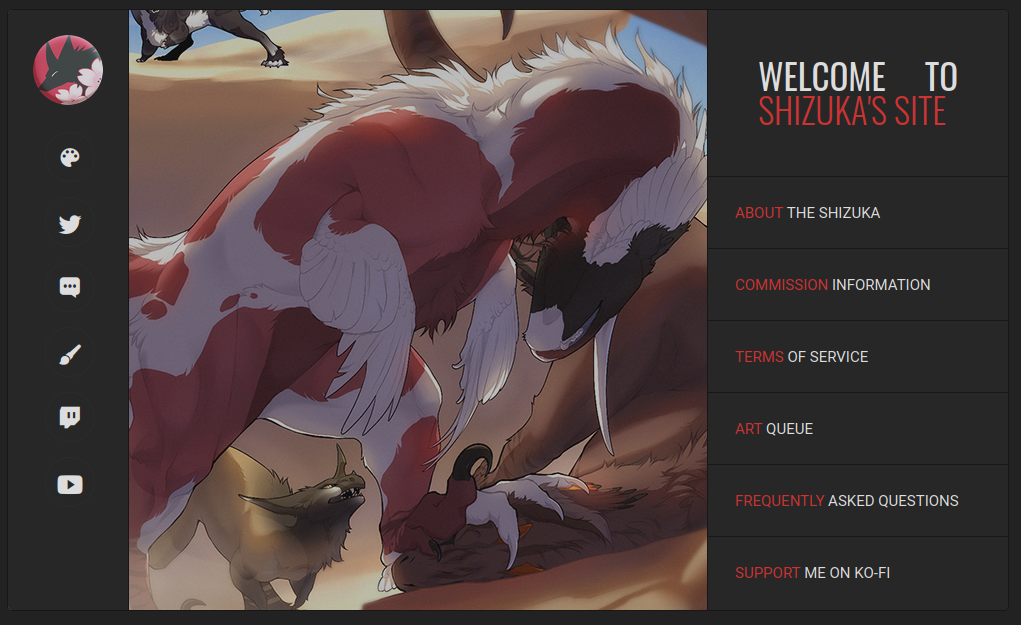 WELCOME TO
SHIZUKA'S SITE
ABOUT THE SHIZUKA
COMMISSION INFORMATION
TERMS OF SERVICE
ART QUEUE
FREQUENTLY ASKED QUESTIONS
SUPPORT ME ON KO-FI